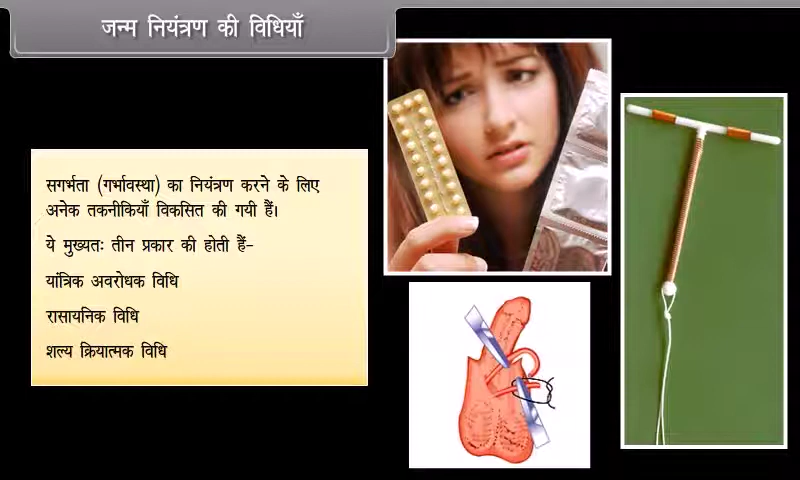 जन्म नियंत्रण की विधियाँ
सगर्भता (गर्भावस्था) का नियंत्रण करने के लिए
अनेक तकनीकियाँ विकसित की गयी हैं।
ये मुख्यतः तीन प्रकार की होती हैं-
यांत्रिक अवरोधक विधि
रासायनिक विधि
शल्य क्रियात्मक विधि